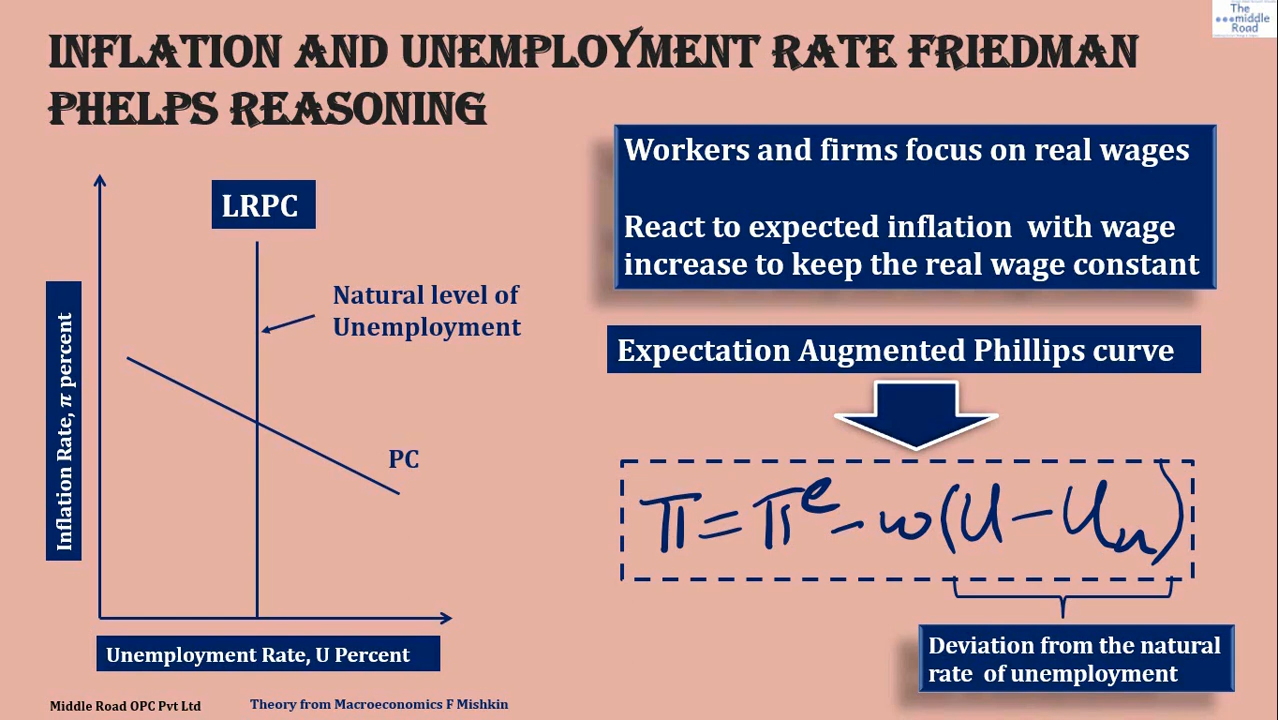 The
middle
Road
INFLATION AND UNEMPLOYMENT RATE FRIEDMAN
PHELPS REASONING
Workers and firms focus on real wages
React to expected inflation with wage
increase to keep the real wage constant
LRPC
Natural level of
Unemployment
Expectation Augmented Phillips curve
Inflation Rate, π percent
PC
π = πᵉ - ω(U - Uₙ)
Deviation from the natural
rate of unemployment
Unemployment Rate, U Percent
Middle Road OPC Pvt Ltd
Theory from Macroeconomics F Mishkin